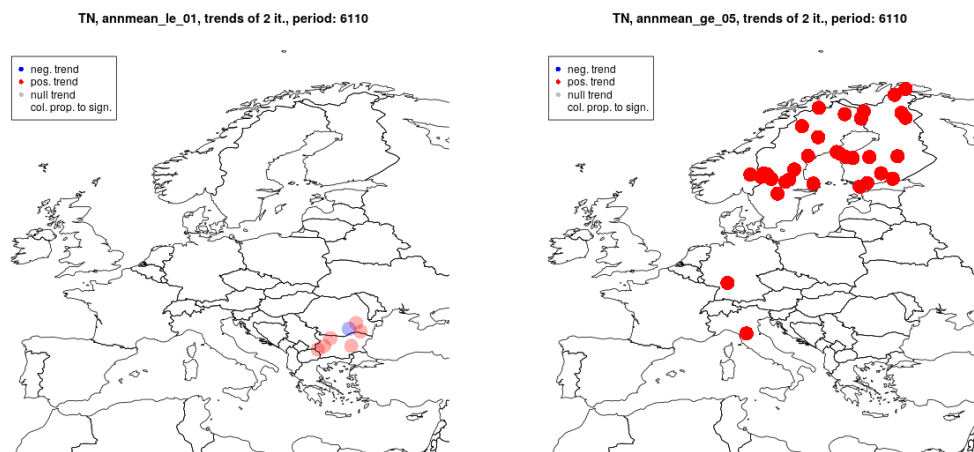 TN, annmean_le_01, trends of 2 it., period: 6110
neg. trend
pos. trend
null trend
col. prop. to sign.
TN, annmean_ge_05, trends of 2 it., period: 6110
neg. trend
pos. trend
null trend
col. prop. to sign.